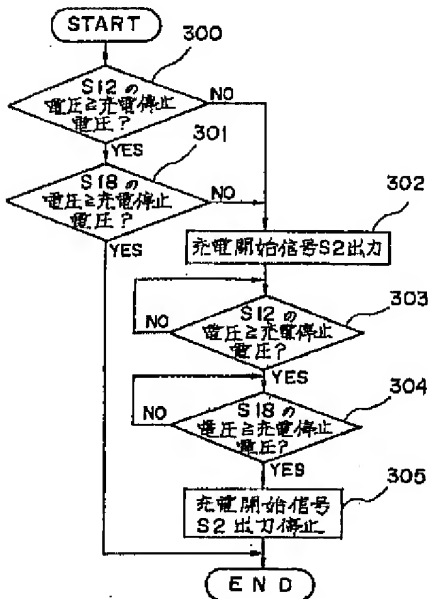 START
300
S12の
電圧≧充電停止
電圧?
NO
YES
301
S18の
電圧≧充電停止
電圧?
NO
YES
302
充電開始信号S2出力
303
S12の
電圧≧充電停止
電圧?
NO
YES
304
S18の
電圧≧充電停止
電圧?
NO
YES
305
充電開始信号
S2出力停止
END